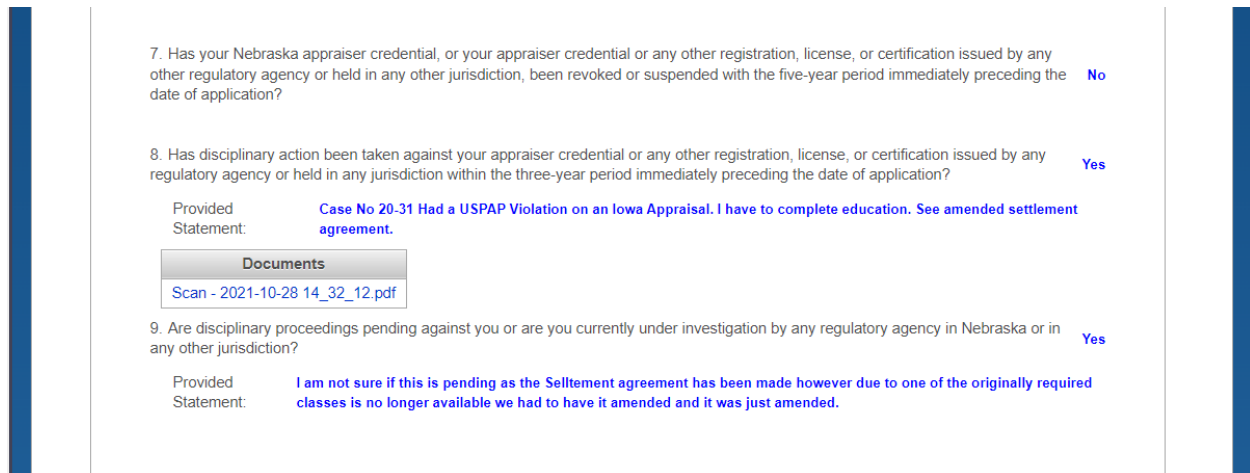 7. Has your Nebraska appraiser credential, or your appraiser credential or any other registration, license, or certification issued by any
other regulatory agency or held in any other jurisdiction, been revoked or suspended with the five-year period immediately preceding the No
date of application?
8. Has disciplinary action been taken against your appraiser credential or any other registration, license, or certification issued by any
regulatory agency or held in any jurisdiction within the three-year period immediately preceding the date of application? Yes
Provided Case No 20-31 Had a USPAP Violation on an Iowa Appraisal. I have to complete education. See amended settlement
Statement: agreement.
Documents
Scan - 2021-10-28 14_32_12.pdf
9. Are disciplinary proceedings pending against you or are you currently under investigation by any regulatory agency in Nebraska or in
any other jurisdiction? Yes
Provided I am not sure if this is pending as the Selltement agreement has been made however due to one of the originally required
Statement: classes is no longer available we had to have it amended and it was just amended.